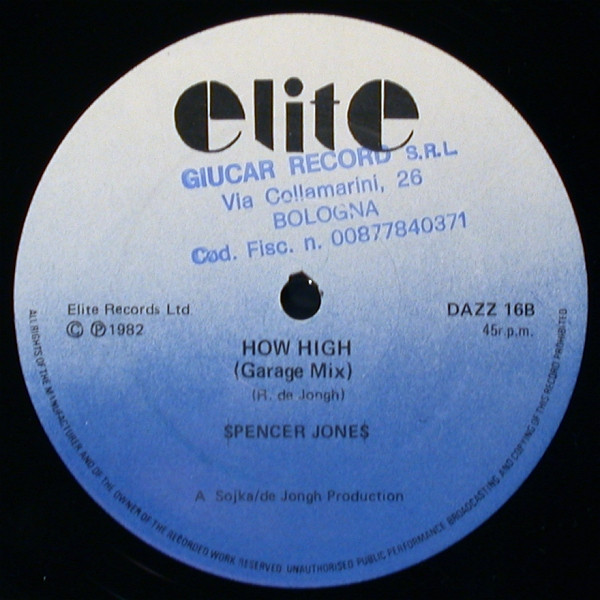 elite
GIUCAR RECORD S.R.L
Via Collamarini, 26
BOLOGNA
Cod. Fisc. n. 00877840371
Elite Records Ltd.
© ℗ 1982
DAZZ 16B
45r.p.m.
HOW HIGH
(Garage Mix)
(R. de Jongh)
$PENCER JONE$
A Sojka/de Jongh Production
ALL RIGHTS OF THE MANUFACTURER AND OF THE OWNER OF THE RECORDED WORK RESERVED. UNAUTHORISED PUBLIC PERFORMANCE BROADCASTING AND COPYING OF THIS RECORD PROHIBITED